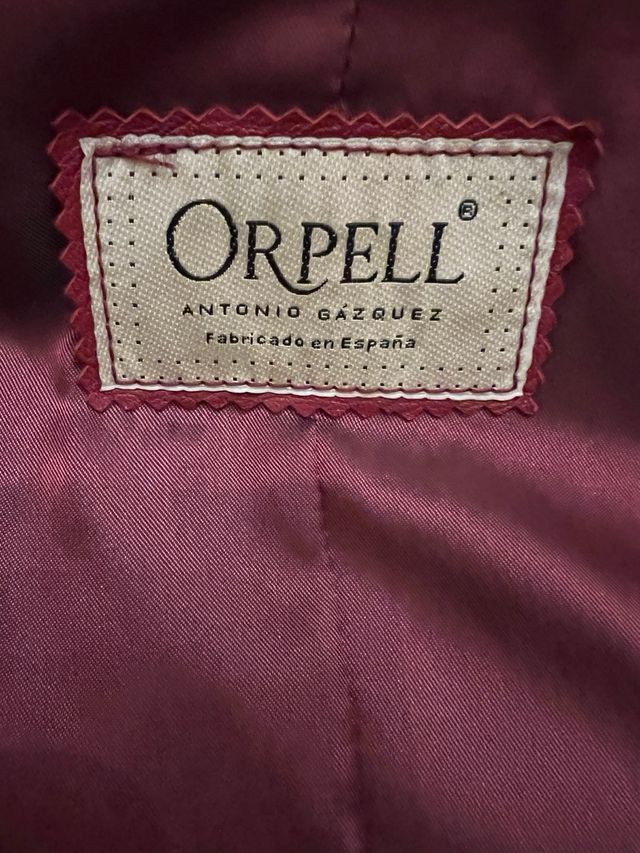 ORPELL®
ANTONIO GÁZQUEZ
Fabricado en España